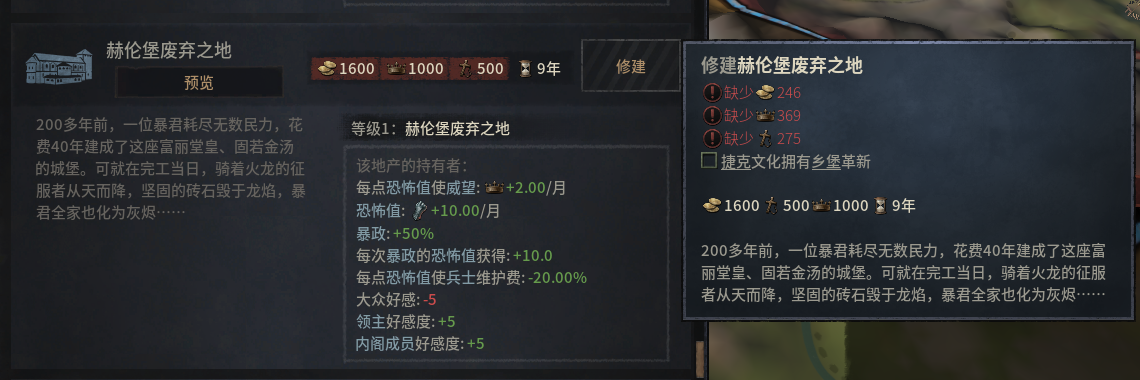 赫伦堡废弃之地
预览
1600 1000 500 9年
修建
200多年前，一位暴君耗尽无数民力，花
费40年建成了这座富丽堂皇、固若金汤
的城堡。可就在完工当日，骑着火龙的征
服者从天而降，坚固的砖石毁于龙焰，暴
君全家也化为灰烬……
等级1：赫伦堡废弃之地
该地产的持有者：
每点恐怖值使威望: +2.00/月
恐怖值: +10.00/月
暴政: +50%
每次暴政的恐怖值获得: +10.0
每点恐怖值使兵士维护费: -20.00%
大众好感: -5
领主好感度: +5
内阁成员好感度: +5
修建赫伦堡废弃之地
缺少 246
缺少 369
缺少 275
捷克文化拥有乡堡革新
1600 500 1000 9年
200多年前，一位暴君耗尽无数民力，花费40年建成了这座富
丽堂皇、固若金汤的城堡。可就在完工当日，骑着火龙的征服
者从天而降，坚固的砖石毁于龙焰，暴君全家也化为灰烬……